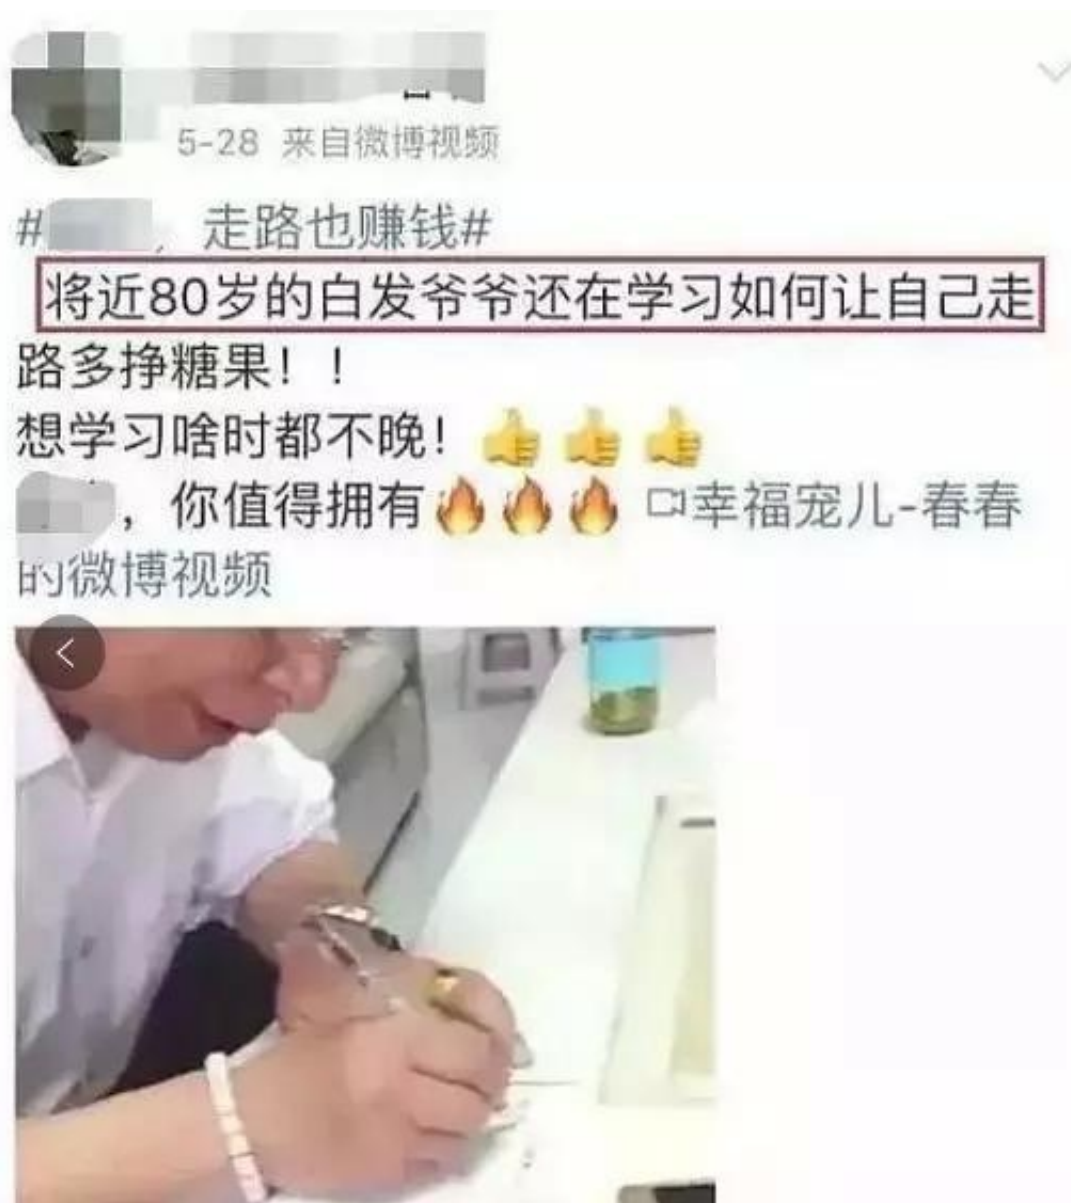 5-28 来自微博视频
#，走路也赚钱#
将近80岁的白发爷爷还在学习如何让自己走
路多挣糖果！！
想学习啥时都不晚！👍👍👍
，你值得拥有🔥🔥🔥 幸福宠儿-春春
的微博视频